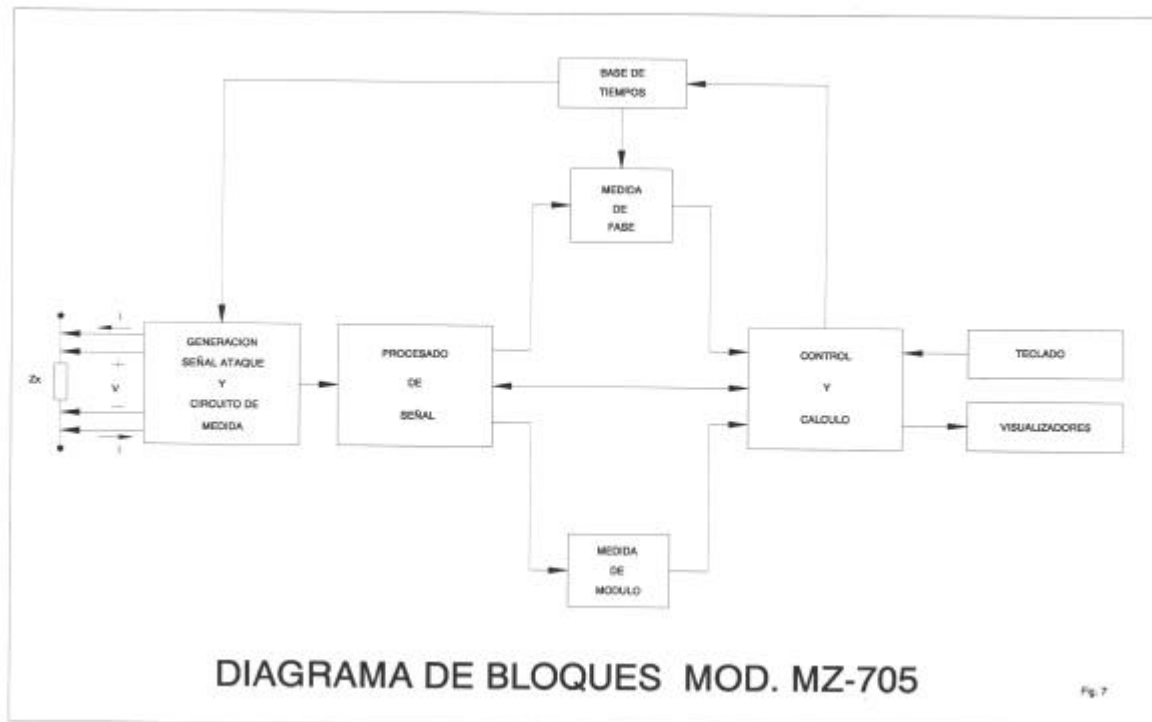 BASE DE
TIEMPOS
MEDIDA
DE
FASE
I
Zx
+
V
—
I
GENERACION
SEÑAL ATAQUE
Y
CIRCUITO DE
MEDIDA
PROCESADO
DE
SEÑAL
CONTROL
Y
CALCULO
TECLADO
VISUALIZADORES
MEDIDA
DE
MODULO
DIAGRAMA DE BLOQUES MOD. MZ-705
Fig. 7